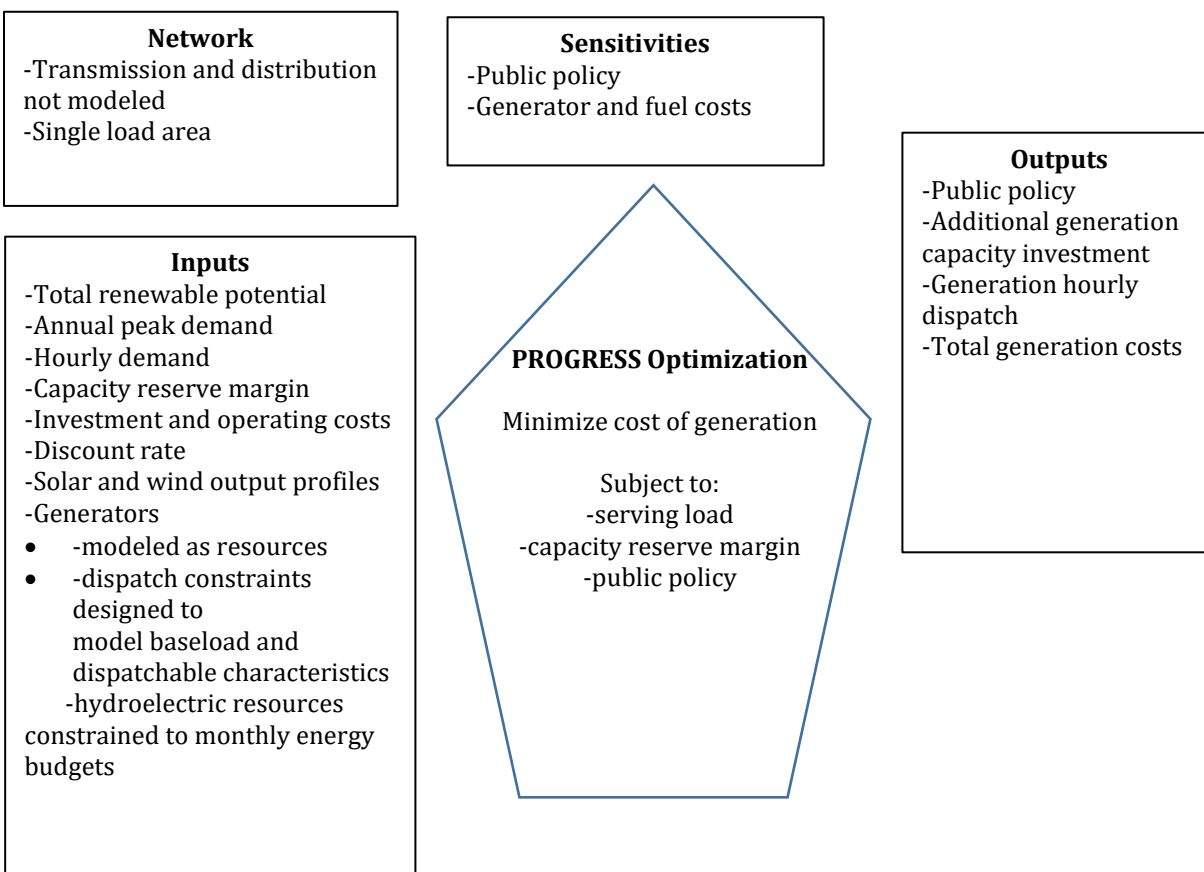 Network
-Transmission and distribution
not modeled
-Single load area
Sensitivities
-Public policy
-Generator and fuel costs
Outputs
-Public policy
-Additional generation
capacity investment
-Generation hourly
dispatch
-Total generation costs
Inputs
-Total renewable potential
-Annual peak demand
-Hourly demand
-Capacity reserve margin
-Investment and operating costs
-Discount rate
-Solar and wind output profiles
-Generators
• -modeled as resources
• -dispatch constraints
designed to
model baseload and
dispatchable characteristics
-hydroelectric resources
constrained to monthly energy
budgets
PROGRESS Optimization
Minimize cost of generation
Subject to:
-serving load
-capacity reserve margin
-public policy